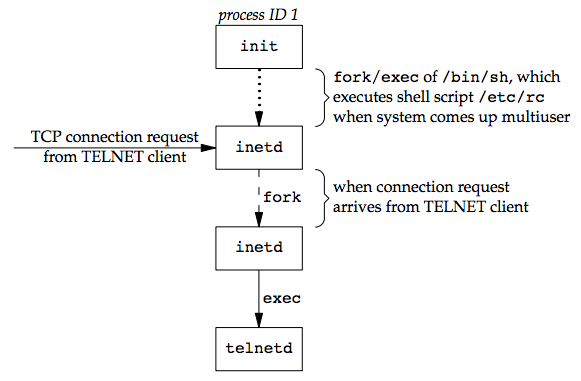 process ID 1
init
fork/exec of /bin/sh, which
executes shell script /etc/rc
when system comes up multiuser
TCP connection request
from TELNET client
inetd
fork
when connection request
arrives from TELNET client
inetd
exec
telnetd